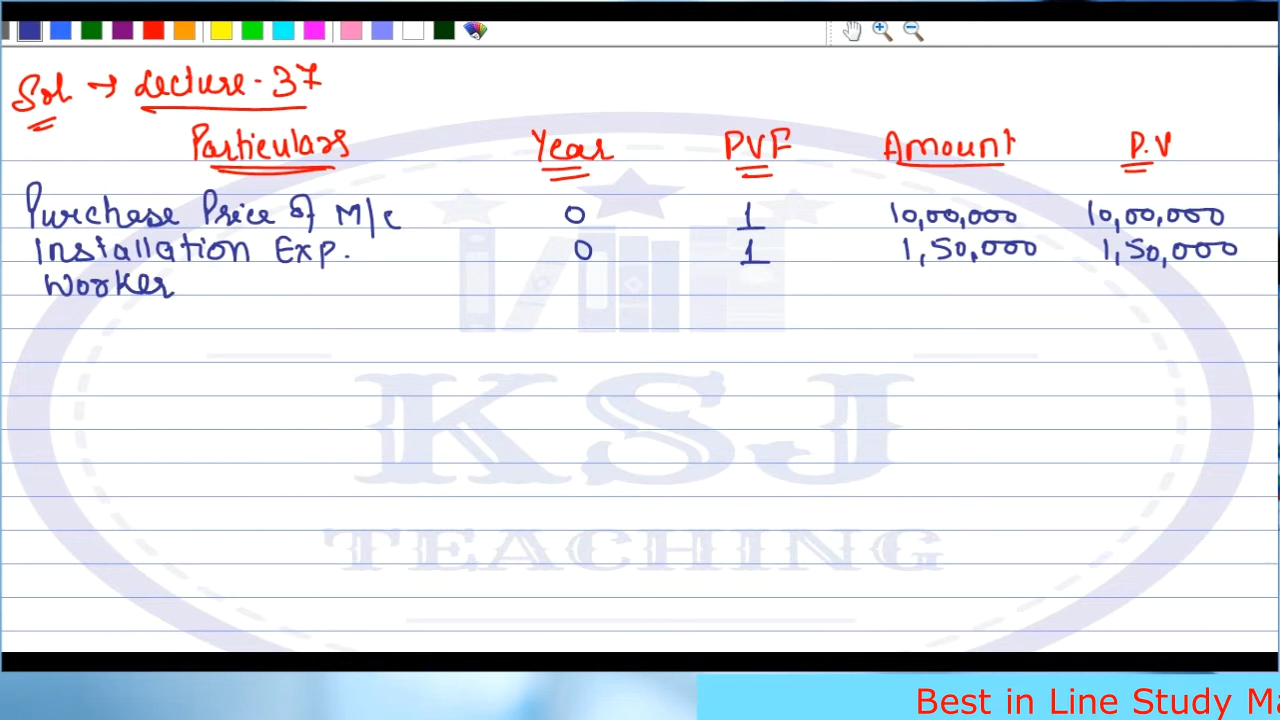 Sol → Lecture-37
Particulars Year PVF Amount P.V
Purchase Price of M/c 0 1 10,00,000 10,00,000
Installation Exp. 0 1 1,50,000 1,50,000
Worker
KSJ
TEACHING
Best in Line Study Ma